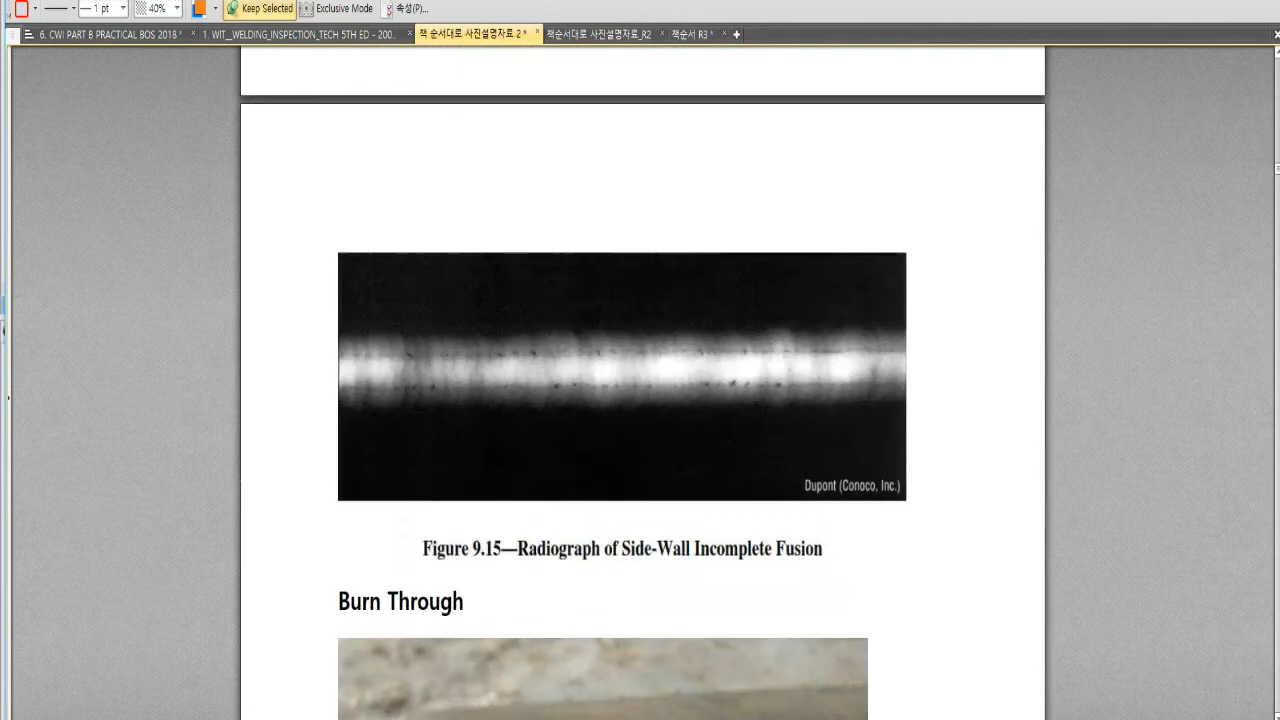 1 pt 40% Keep Selected Exclusive Mode 속성(P)...
6. CWI PART B PRACTICAL BOS 2018 * 1. WIT_WELDING_INSPECTION_TECH 5TH ED - 200.. 책 순서대로 사진설명자료 2 * 책순서대로 사진설명자료_R2 책순서 R3 *
Dupont (Conoco, Inc.)
Figure 9.15—Radiograph of Side-Wall Incomplete Fusion
Burn Through